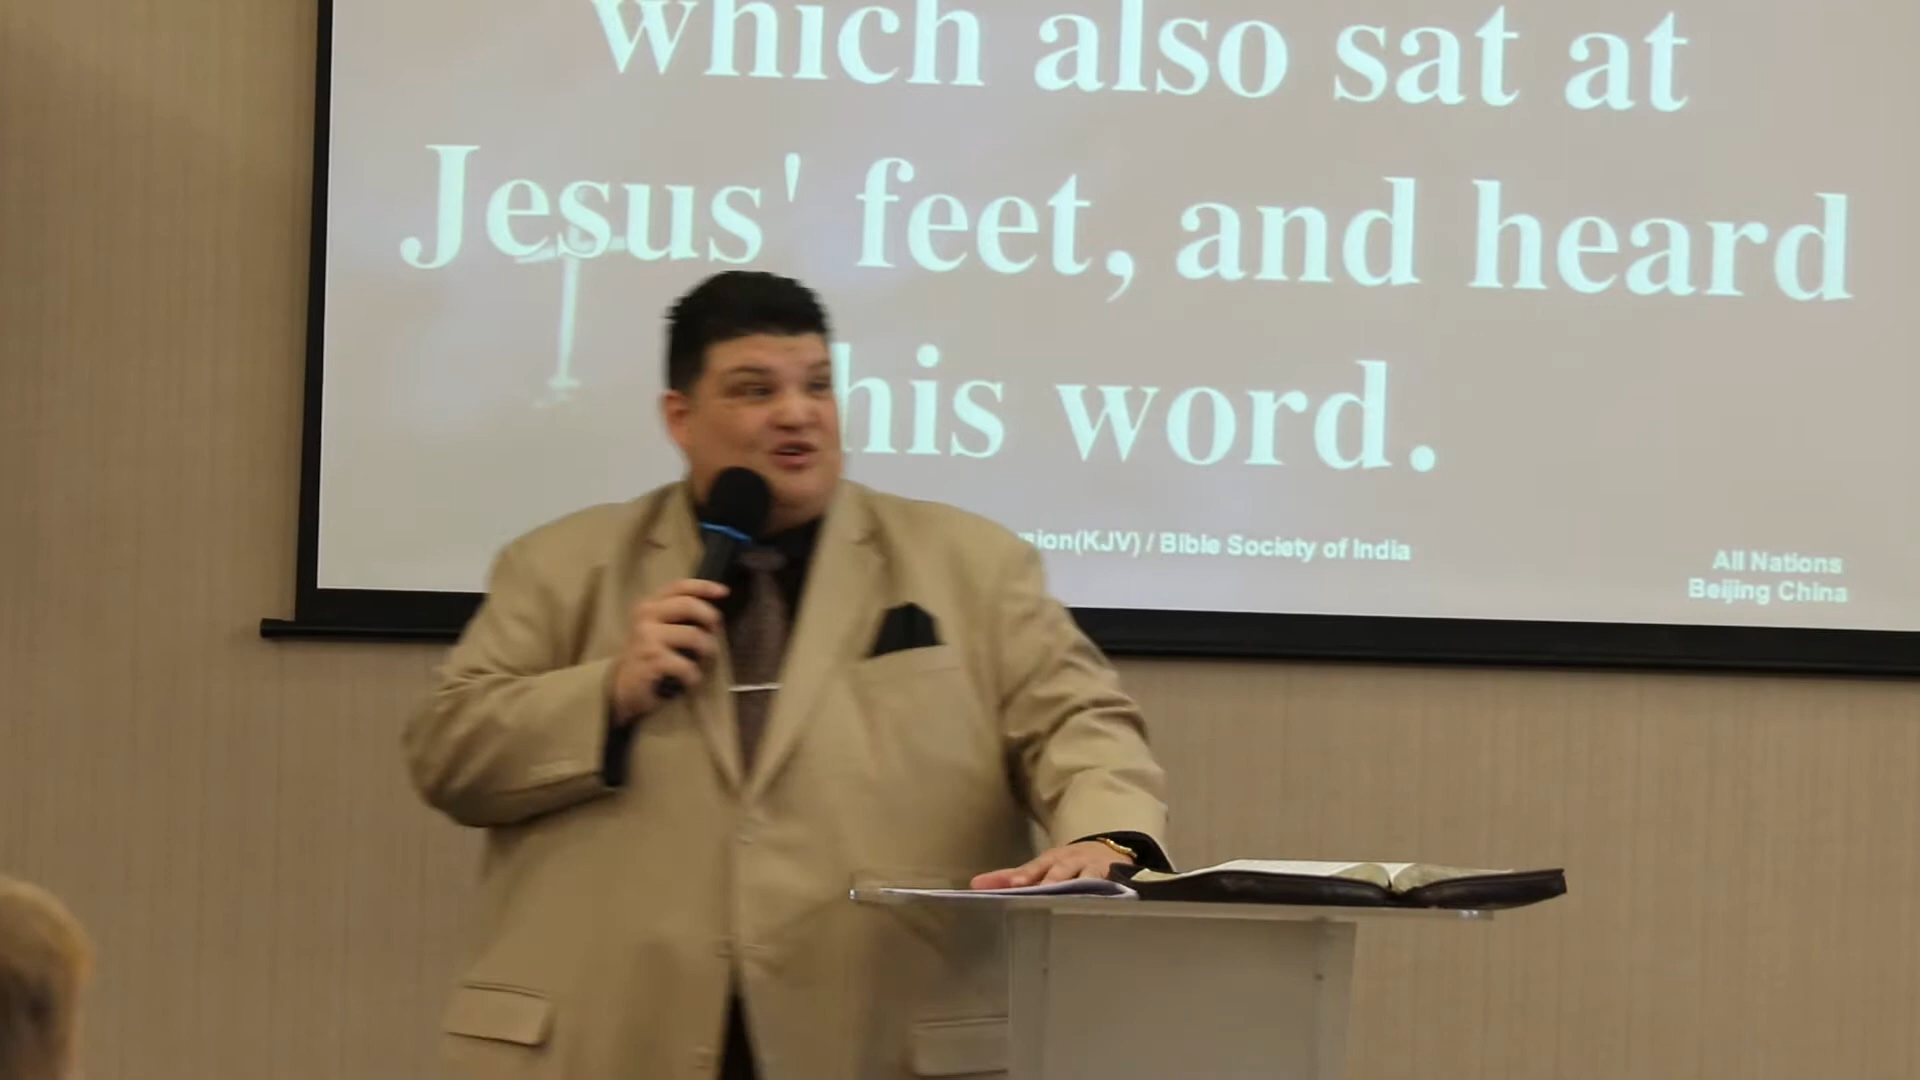 which also sat at
Jesus' feet, and heard
his word.
(KJV) / Bible Society of India
All Nations
Beijing China